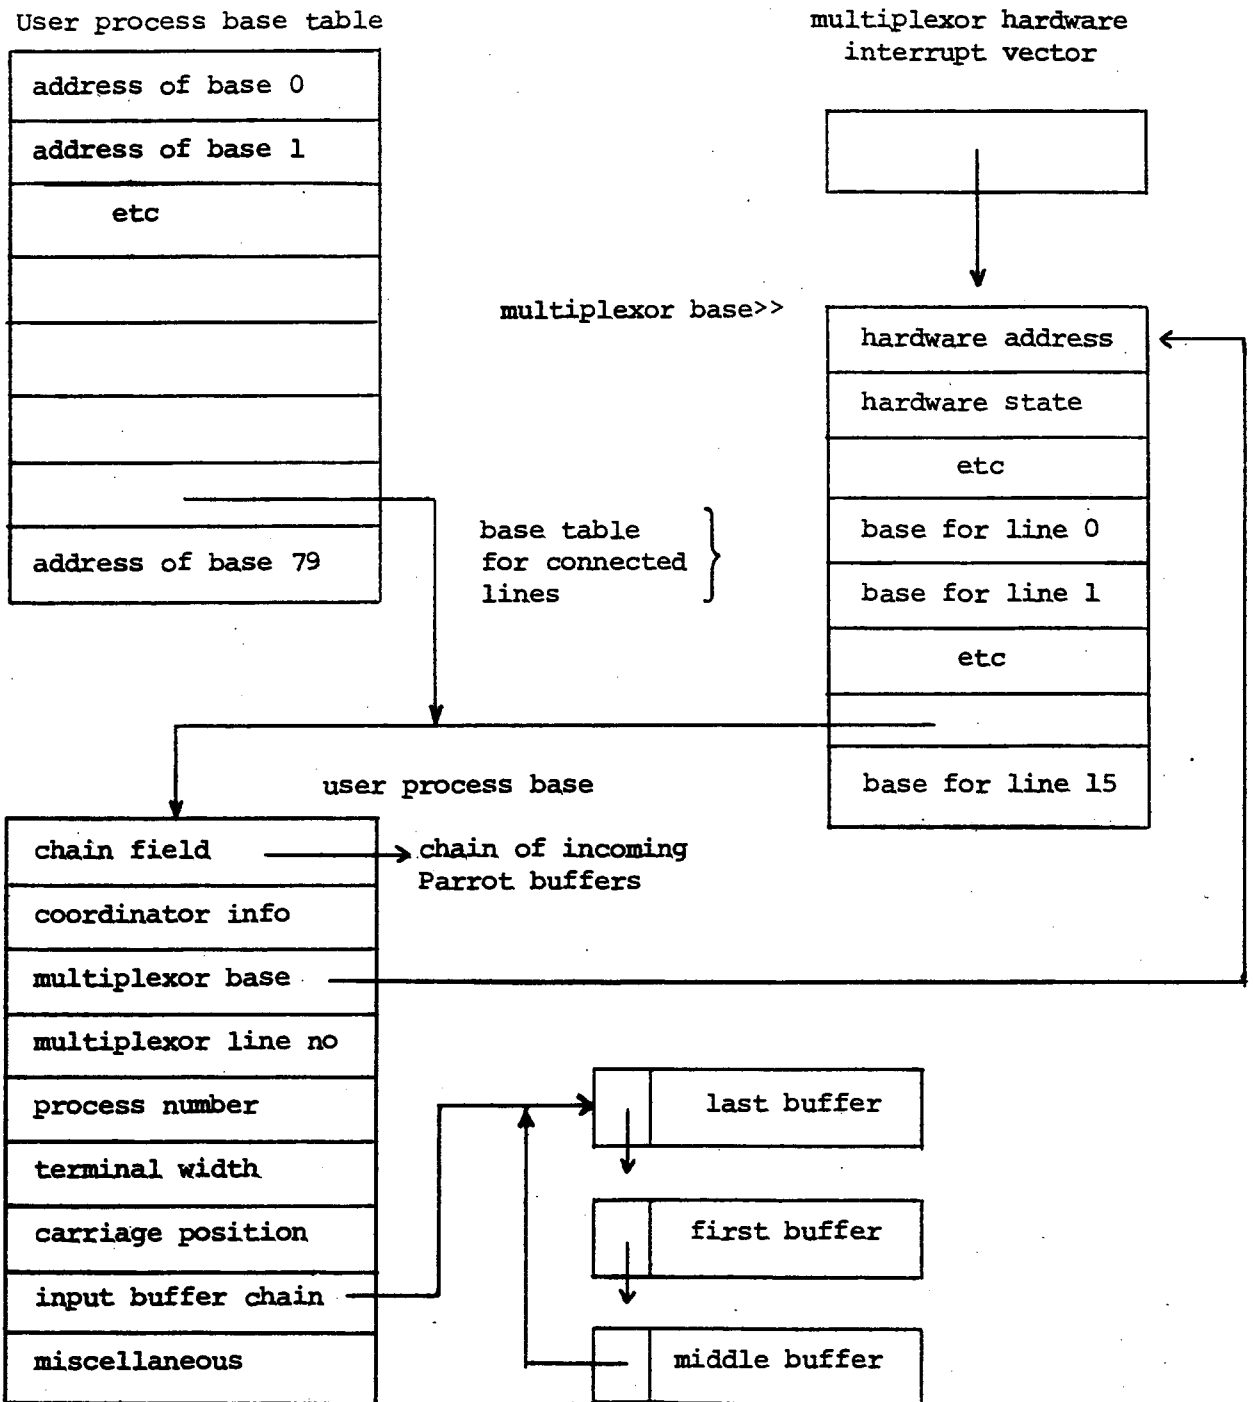 User process base table
address of base 0
address of base 1
etc
address of base 79
multiplexor hardware
interrupt vector
multiplexor base>>
hardware address
hardware state
etc
base for line 0
base for line 1
etc
base for line 15
base table
for connected
lines
user process base
chain field
coordinator info
multiplexor base
multiplexor line no
process number
terminal width
carriage position
input buffer chain
miscellaneous
chain of incoming
Parrot buffers
last buffer
first buffer
middle buffer